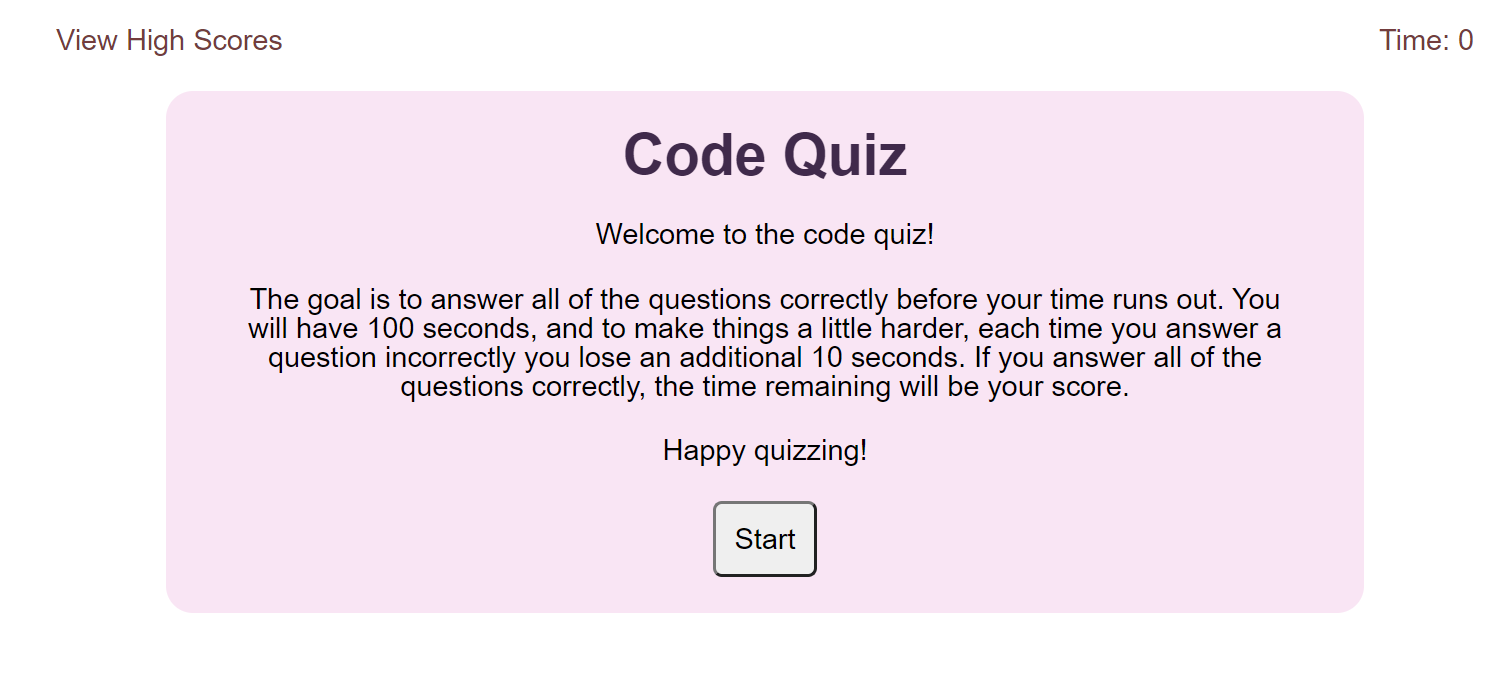 View High Scores
Time: 0
Code Quiz
Welcome to the code quiz!
The goal is to answer all of the questions correctly before your time runs out. You
will have 100 seconds, and to make things a little harder, each time you answer a
question incorrectly you lose an additional 10 seconds. If you answer all of the
questions correctly, the time remaining will be your score.
Happy quizzing!
Start